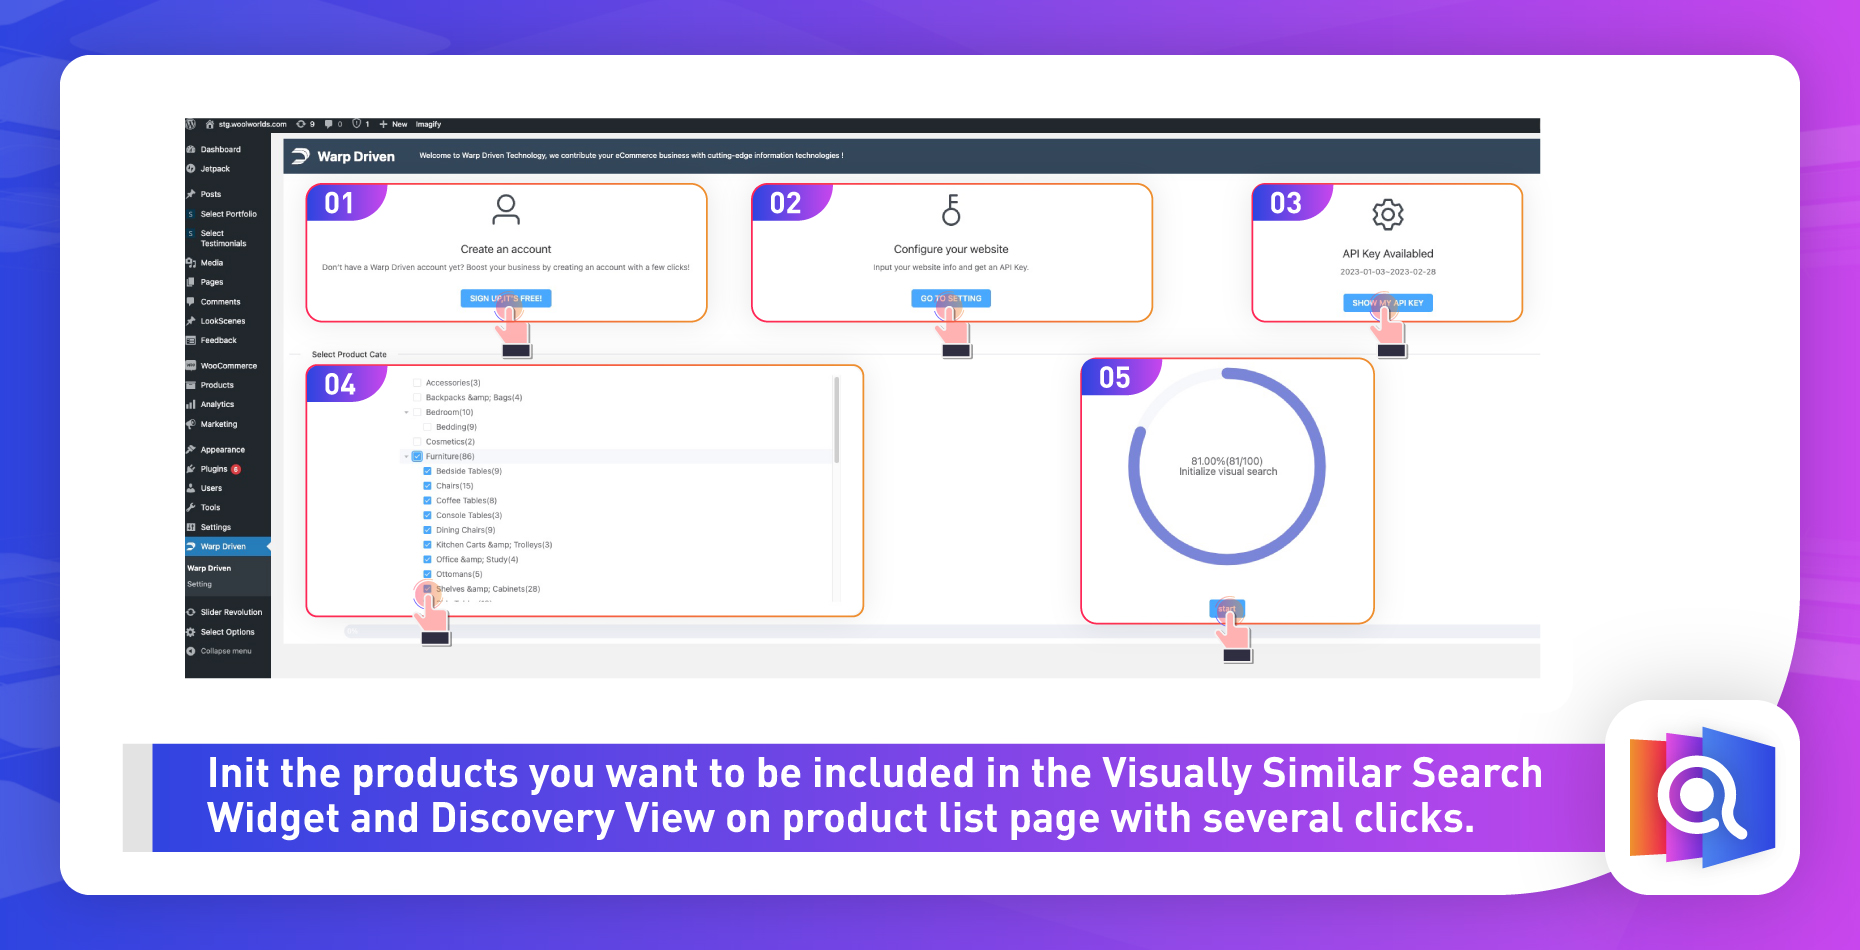 stg.woolworlds.com 9 0 1 New Imagify
Dashboard
Jetpack
Posts
Select Portfolio
Select
Testimonials
Media
Pages
Comments
LookScenes
Feedback
WooCommerce
Products
Analytics
Marketing
Appearance
Plugins 6
Users
Tools
Settings
Warp Driven
Warp Driven
Setting
Slider Revolution
Select Options
Collapse menu
Warp Driven Welcome to Warp Driven Technology, we contribute your eCommerce business with cutting-edge information technologies !
01
Create an account
Don't have a Warp Driven account yet? Boost your business by creating an account with a few clicks!
SIGN UP IT'S FREE!
02
Configure your website
Input your website info and get an API Key.
GO TO SETTING
03
API Key Availabled
2023-01-03~2023-02-28
SHOW MY API KEY
Select Product Cate
04
Accessories(3)
Backpacks &amp; Bags(4)
Bedroom(10)
Bedding(9)
Cosmetics(2)
Furniture(86)
Bedside Tables(9)
Chairs(15)
Coffee Tables(8)
Console Tables(3)
Dining Chairs(9)
Kitchen Carts &amp; Trolleys(3)
Office &amp; Study(4)
Ottomans(5)
Shelves &amp; Cabinets(28)
05
81.00%(81/100)
Initialize visual search
start
Init the products you want to be included in the Visually Similar Search
Widget and Discovery View on product list page with several clicks.